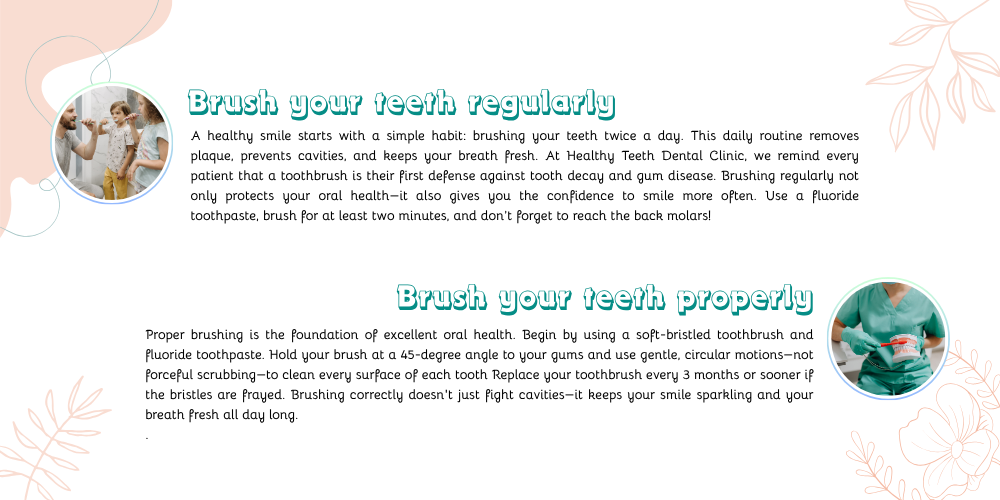 Brush your teeth regularly
A healthy smile starts with a simple habit: brushing your teeth twice a day. This daily routine removes
plaque, prevents cavities, and keeps your breath fresh. At Healthy Teeth Dental Clinic, we remind every
patient that a toothbrush is their first defense against tooth decay and gum disease. Brushing regularly not
only protects your oral health—it also gives you the confidence to smile more often. Use a fluoride
toothpaste, brush for at least two minutes, and don't forget to reach the back molars!
Brush your teeth properly
Proper brushing is the foundation of excellent oral health. Begin by using a soft-bristled toothbrush and
fluoride toothpaste. Hold your brush at a 45-degree angle to your gums and use gentle, circular motions—not
forceful scrubbing—to clean every surface of each tooth Replace your toothbrush every 3 months or sooner if
the bristles are frayed. Brushing correctly doesn't just fight cavities—it keeps your smile sparkling and your
breath fresh all day long.
.